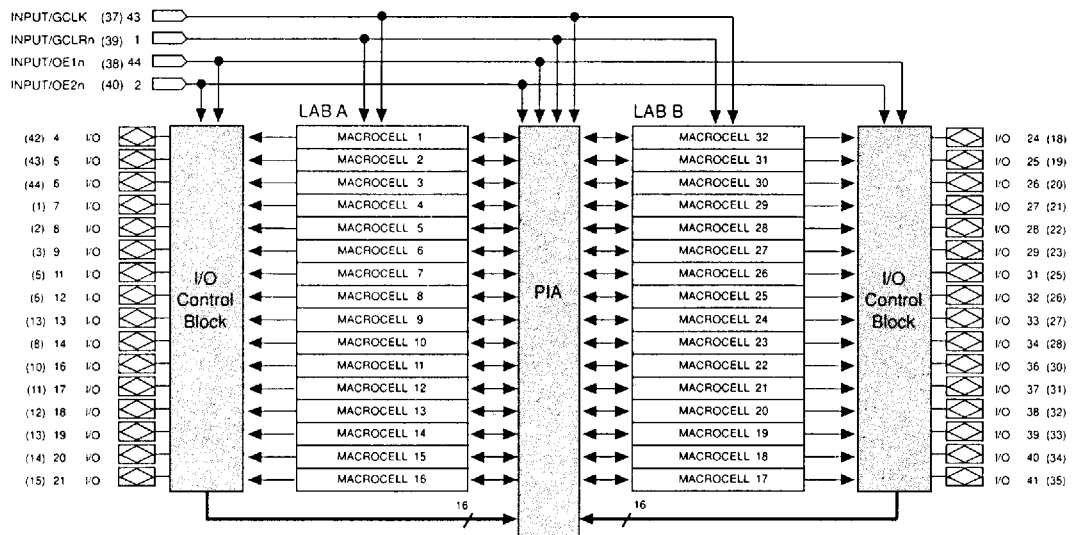 INPUT/GCLK (37) 43
INPUT/GCLRn (39) 1
INPUT/OE1n (38) 44
INPUT/OE2n (40) 2
LAB A LAB B
(42) 4 I/O MACROCELL 1 MACROCELL 32 I/O 24 (18)
(43) 5 I/O MACROCELL 2 MACROCELL 31 I/O 25 (19)
(44) 6 I/O MACROCELL 3 MACROCELL 30 I/O 26 (20)
(1) 7 I/O MACROCELL 4 MACROCELL 29 I/O 27 (21)
(2) 8 I/O MACROCELL 5 MACROCELL 28 I/O 28 (22)
(3) 9 I/O MACROCELL 6 MACROCELL 27 I/O 29 (23)
(5) 11 I/O MACROCELL 7 MACROCELL 26 I/O 31 (25)
(6) 12 I/O MACROCELL 8 MACROCELL 25 I/O 32 (26)
(13) 13 I/O MACROCELL 9 MACROCELL 24 I/O 33 (27)
(8) 14 I/O MACROCELL 10 MACROCELL 23 I/O 34 (28)
(10) 16 I/O MACROCELL 11 MACROCELL 22 I/O 36 (30)
(11) 17 I/O MACROCELL 12 MACROCELL 21 I/O 37 (31)
(12) 18 I/O MACROCELL 13 MACROCELL 20 I/O 38 (32)
(13) 19 I/O MACROCELL 14 MACROCELL 19 I/O 39 (33)
(14) 20 I/O MACROCELL 15 MACROCELL 18 I/O 40 (34)
(15) 21 I/O MACROCELL 16 MACROCELL 17 I/O 41 (35)
I/O
Control
Block
PIA
I/O
Control
Block
16 16